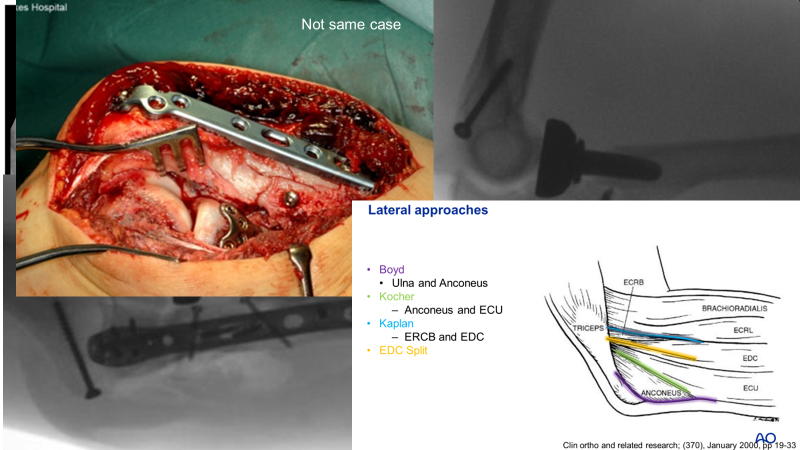 kes Hospital
Not same case
Lateral approaches
• Boyd
• Ulna and Anconeus
• Kocher
– Anconeus and ECU
• Kaplan
– ERCB and EDC
• EDC Split
ECRB
BRACHIORADIALIS
TRICEPS
ECRL
EDC
ECU
ANCONEUS
AO
Clin ortho and related research; (370), January 2000, pp 19-33